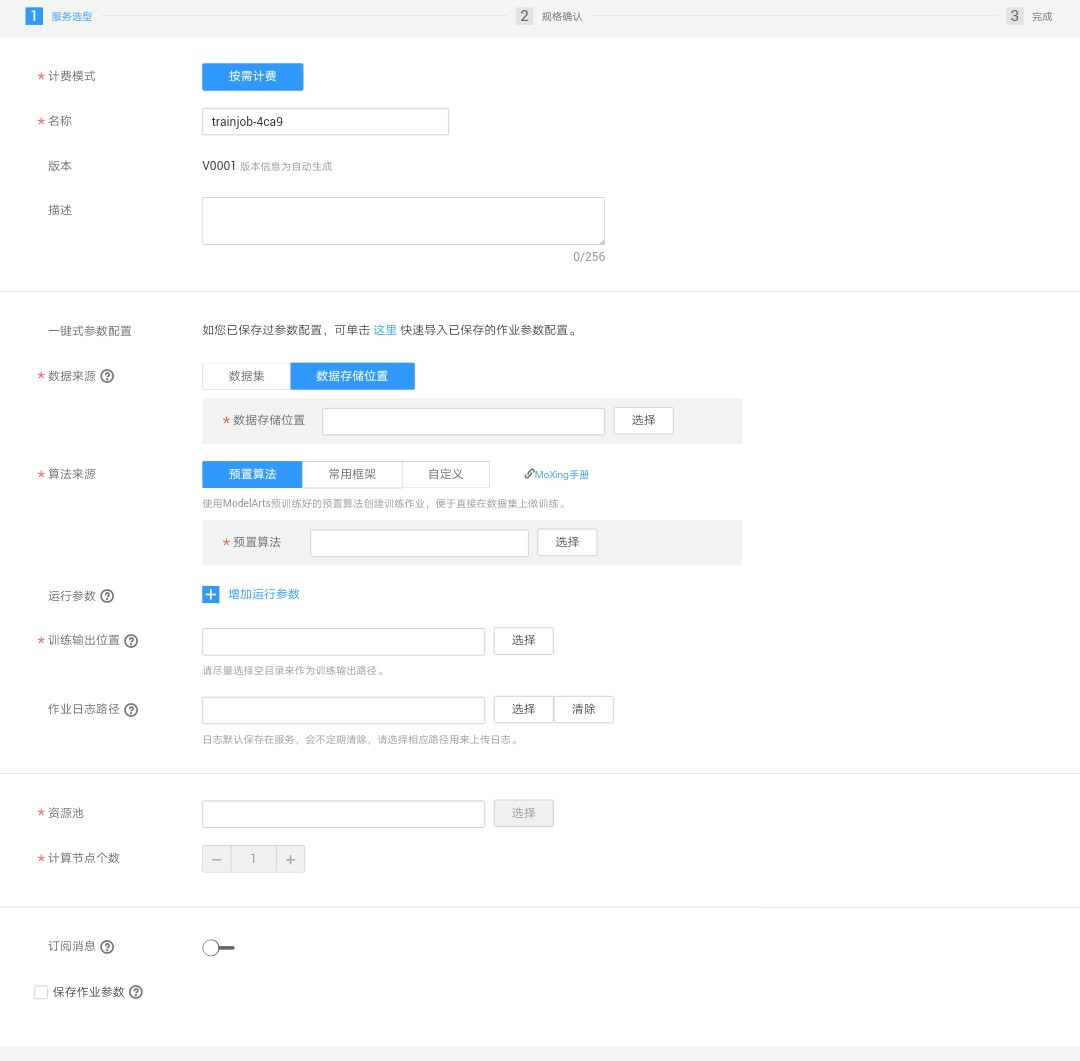 1 服务选型 2 规格确认 3 完成
* 计费模式 按需计费
* 名称 trainjob-4ca9
版本 V0001 版本信息为自动生成
描述
0/256
一键式参数配置 如您已保存过参数配置，可单击 这里 快速导入已保存的作业参数配置。
* 数据来源 ? 数据集 数据存储位置
* 数据存储位置 选择
* 算法来源 预置算法 常用框架 自定义 MoXing手册
使用ModelArts预训练好的预置算法创建训练作业，便于直接在数据集上做训练。
* 预置算法 选择
运行参数 ? + 增加运行参数
* 训练输出位置 ? 选择
请尽量选择空目录来作为训练输出路径。
作业日志路径 ? 选择 清除
日志默认保存在服务，会不定期清除，请选择相应路径用来上传日志。
* 资源池 选择
* 计算节点个数 − 1 +
订阅消息 ?
保存作业参数 ?